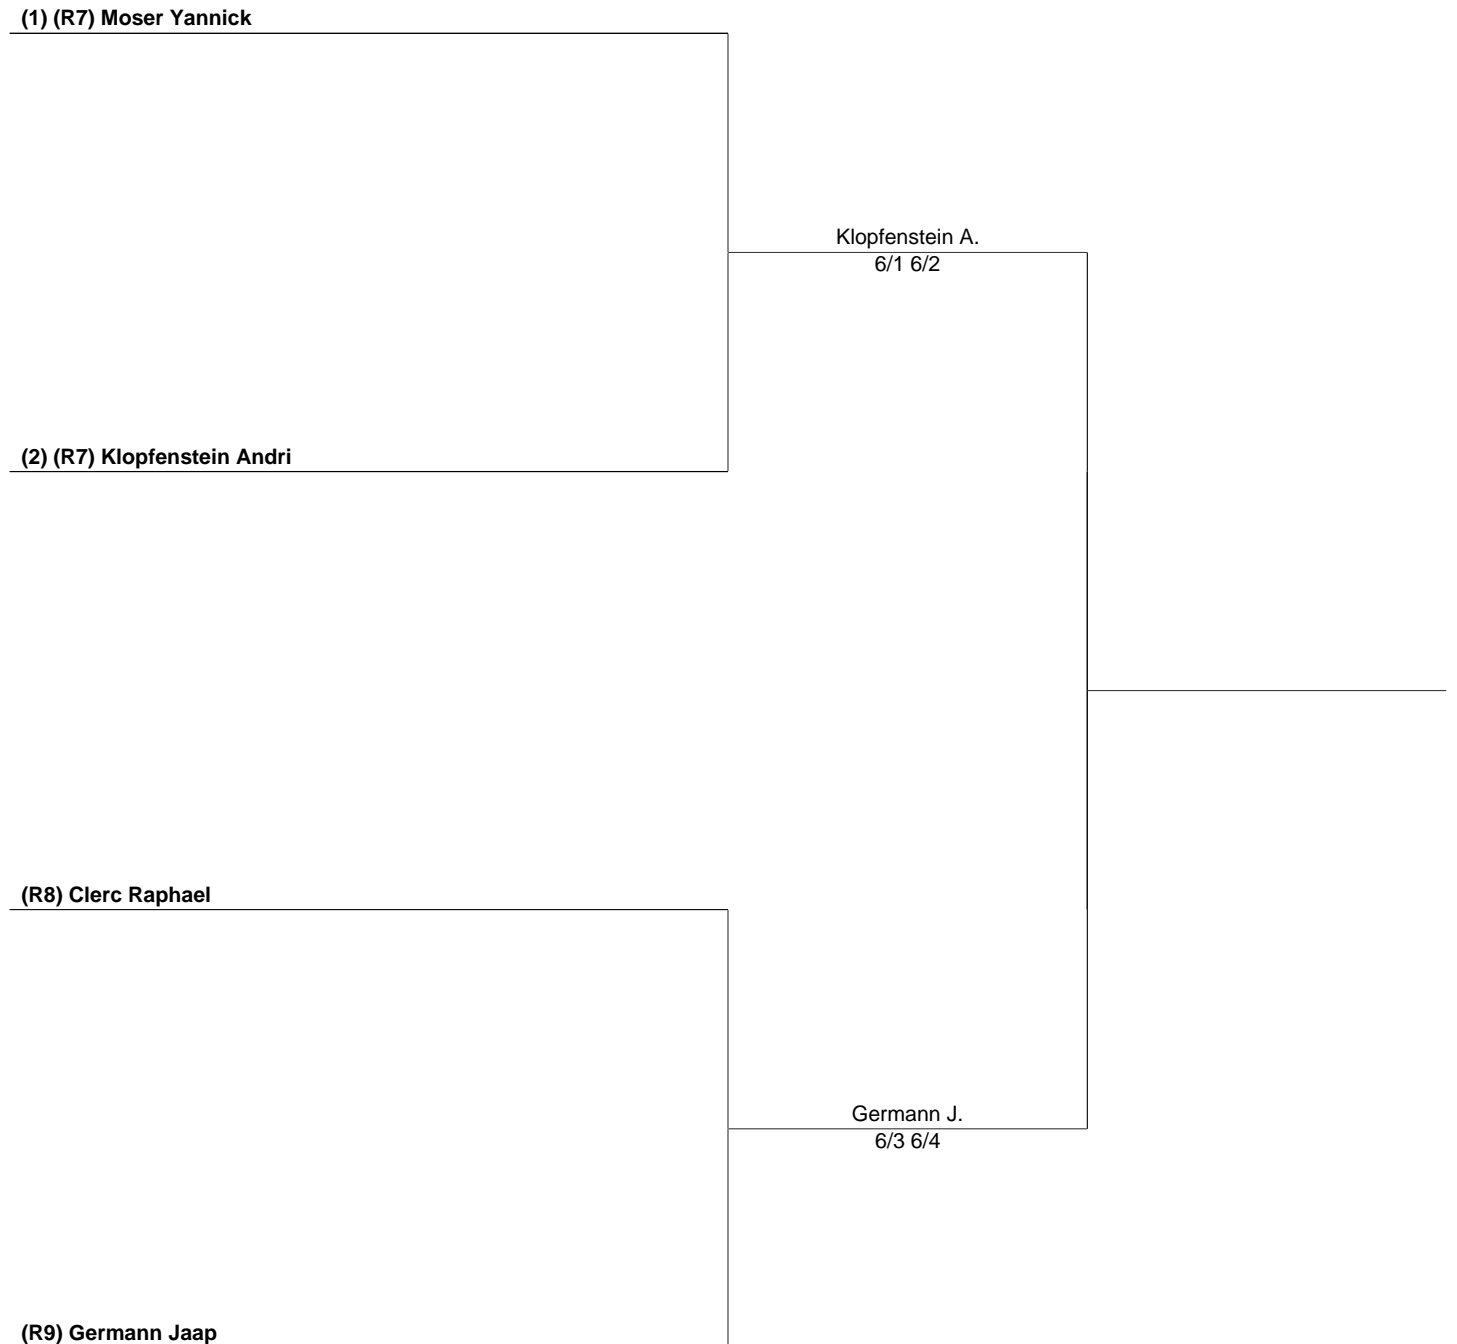 (1) (R7) Moser Yannick
Klopfenstein A.
6/1 6/2
(2) (R7) Klopfenstein Andri
(R8) Clerc Raphael
Germann J.
6/3 6/4
(R9) Germann Jaap